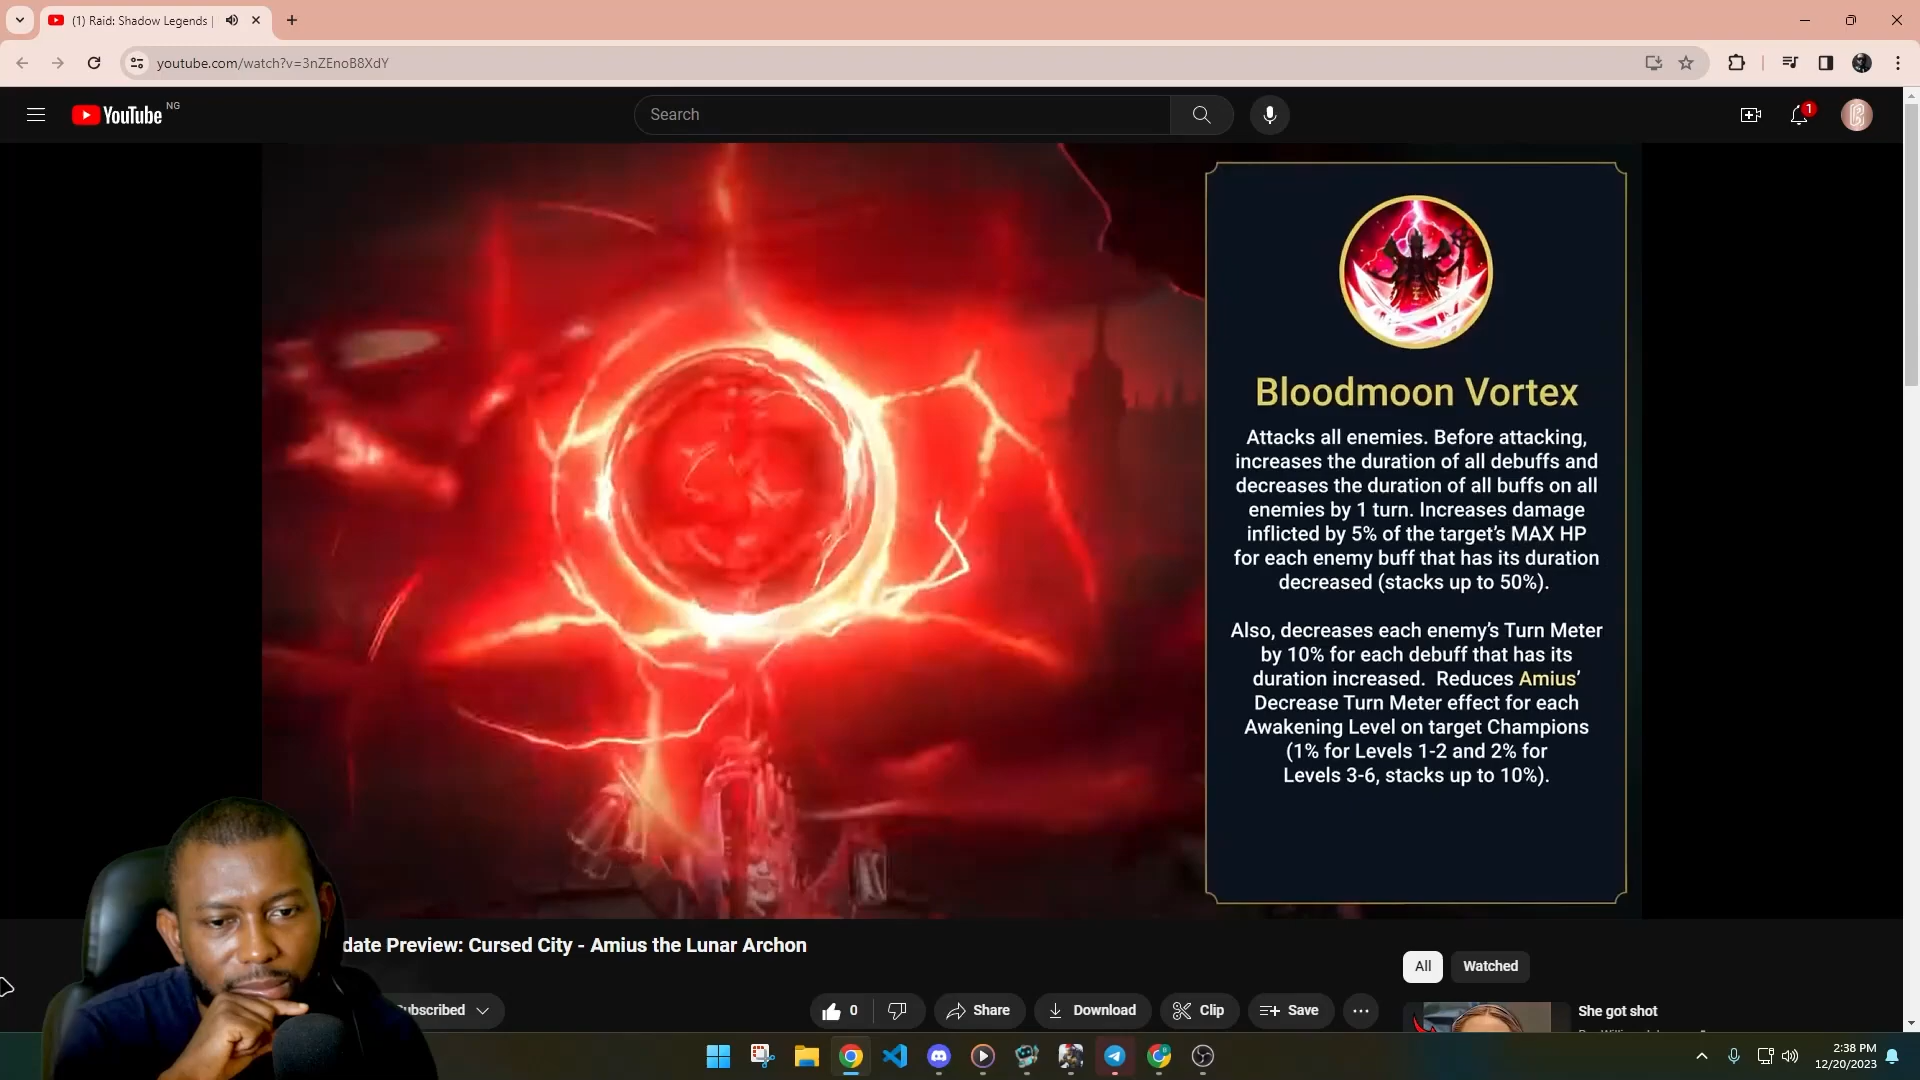 (1) Raid: Shadow Legends |
youtube.com/watch?v=3nZEnoB8XdY
YouTube NG
Search
1
Bloodmoon Vortex
Attacks all enemies. Before attacking,
increases the duration of all debuffs and
decreases the duration of all buffs on all
enemies by 1 turn. Increases damage
inflicted by 5% of the target's MAX HP
for each enemy buff that has its duration
decreased (stacks up to 50%).
Also, decreases each enemy's Turn Meter
by 10% for each debuff that has its
duration increased. Reduces Amius'
Decrease Turn Meter effect for each
Awakening Level on target Champions
(1% for Levels 1-2 and 2% for
Levels 3-6, stacks up to 10%).
date Preview: Cursed City - Amius the Lunar Archon
All
Watched
ubscribed
0
Share
Download
Clip
Save
She got shot
2:38 PM
12/20/2023